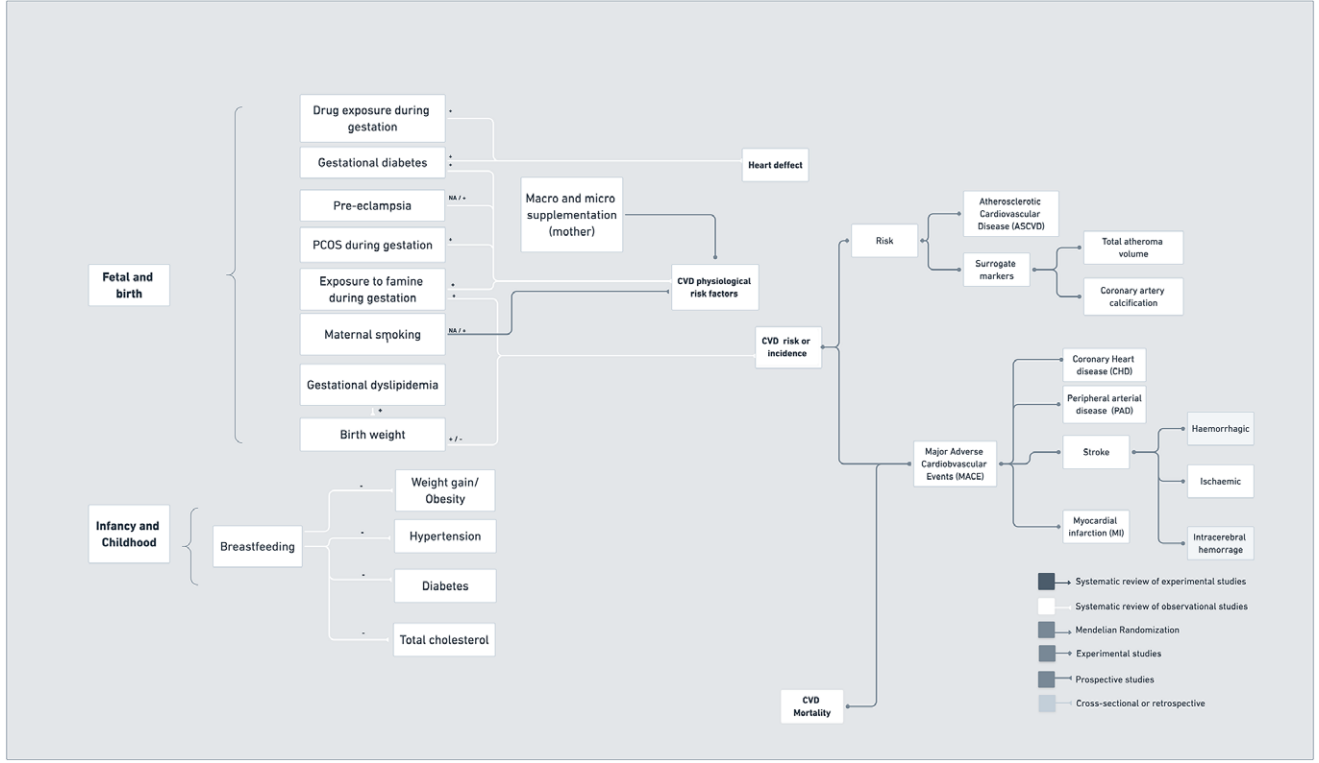 Drug exposure during
gestation
Gestational diabetes
Pre-eclampsia
PCOS during gestation
Exposure to famine
during gestation
Maternal smoking
Gestational dyslipidemia
Birth weight
NA / +
NA / +
+
+ / -
Fetal and
birth
Macro and micro
supplementation
(mother)
Heart deffect
CVD physiological
risk factors
CVD risk or
incidence
Risk
Atherosclerotic
Cardiovascular
Disease (ASCVD)
Surrogate
markers
Total atheroma
volume
Coronary artery
calcification
Major Adverse
Cardiobvascular
Events (MACE)
Coronary Heart
disease (CHD)
Peripheral arterial
disease (PAD)
Stroke
Myocardial
infarction (MI)
Haemorrhagic
Ischaemic
Intracerebral
hemorrage
Infancy and
Childhood
Breastfeeding
-
Weight gain/
Obesity
-
Hypertension
-
Diabetes
-
Total cholesterol
CVD
Mortality
Systematic review of experimental studies
Systematic review of observational studies
Mendelian Randomization
Experimental studies
Prospective studies
Cross-sectional or retrospective